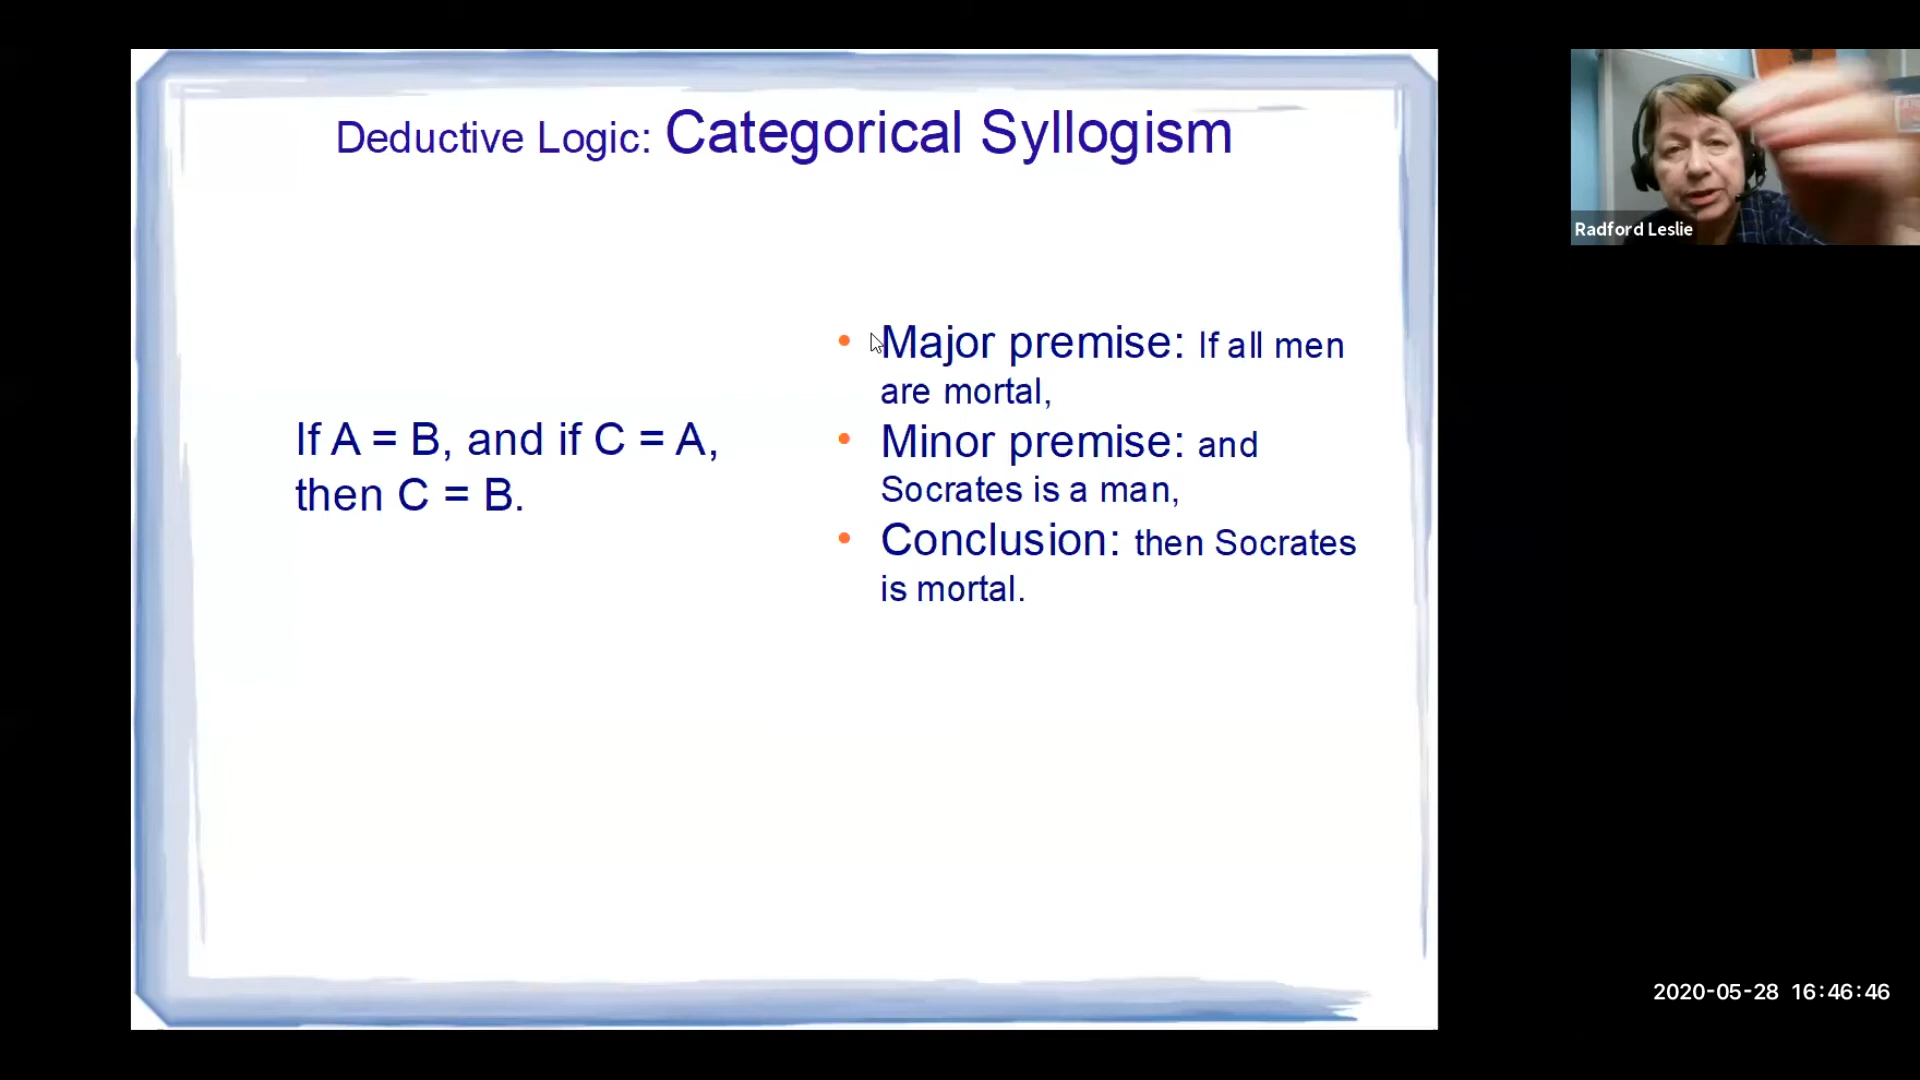 Deductive Logic: Categorical Syllogism
If A = B, and if C = A,
then C = B.
Major premise: If all men
are mortal,
Minor premise: and
Socrates is a man,
Conclusion: then Socrates
is mortal.
Radford Leslie
2020-05-28 16:46:46